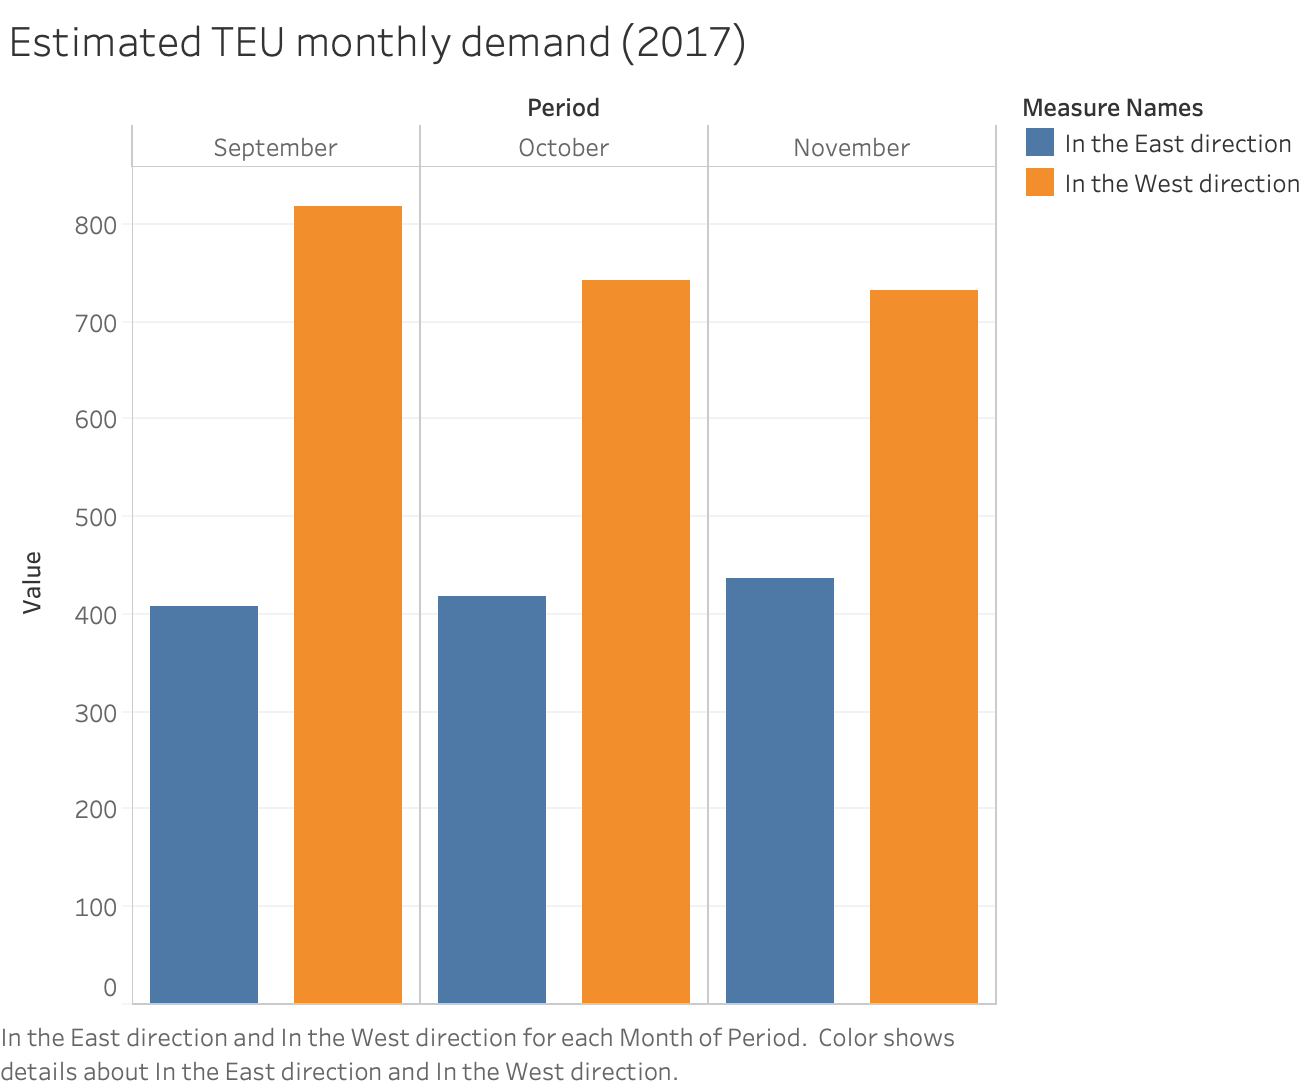 Estimated TEU monthly demand (2017)
Period
September October November
Measure Names
In the East direction
In the West direction
800
700
600
500
400
300
200
100
0
Value
In the East direction and In the West direction for each Month of Period.  Color shows
details about In the East direction and In the West direction.